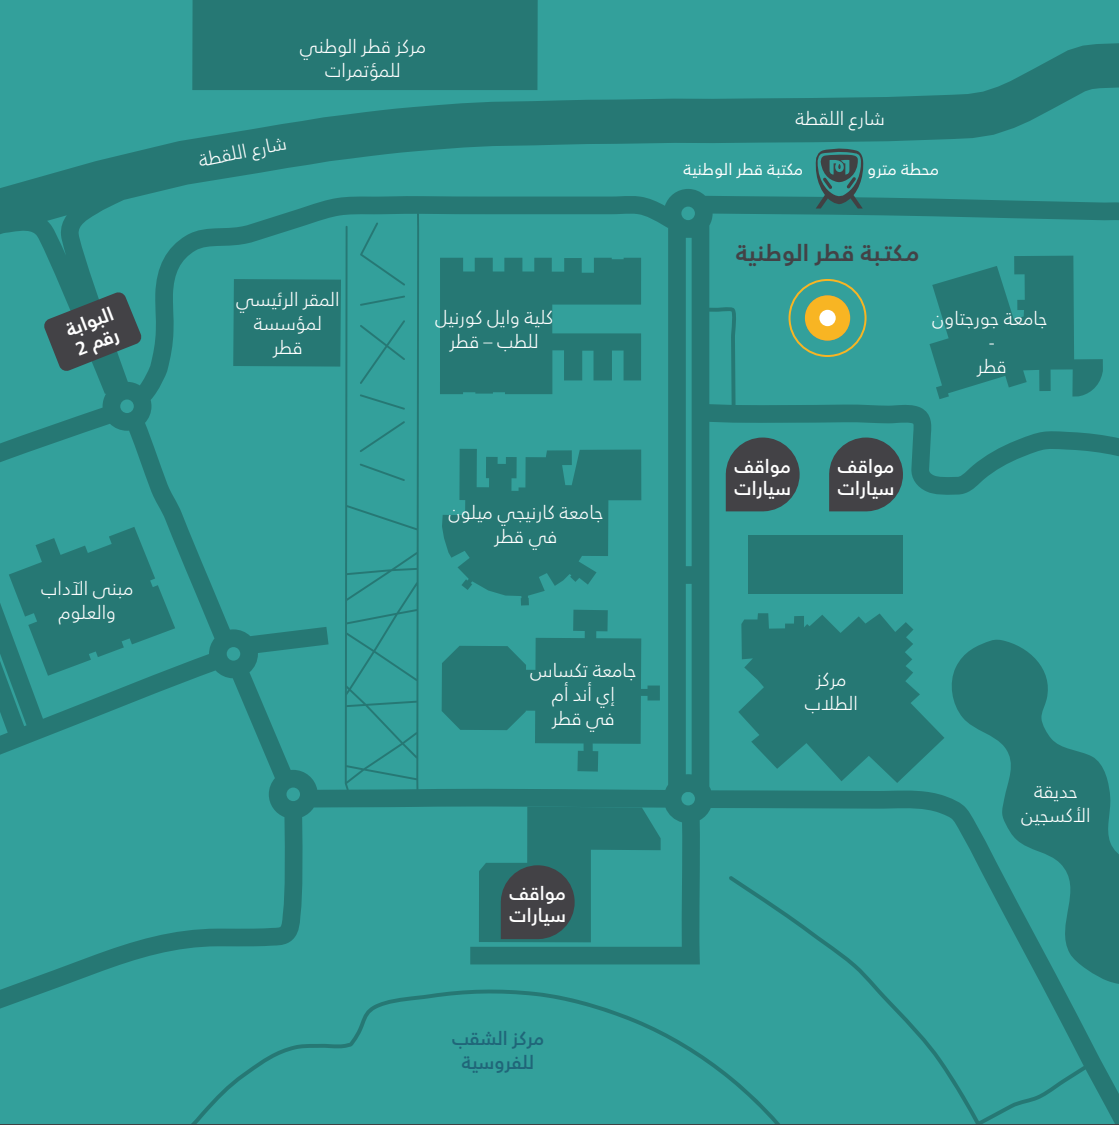 مركز قطر الوطني
للمؤتمرات
شارع اللقطة
شارع اللقطة
محطة مترو
مكتبة قطر الوطنية
مكتبة قطر الوطنية
المقر الرئيسي
لمؤسسة
قطر
كلية وايل كورنيل
للطب – قطر
جامعة جورجتاون
-
قطر
البوابة
رقم 2
مواقف
سيارات
مواقف
سيارات
جامعة كارنيجي ميلون
في قطر
مبنى الآداب
والعلوم
جامعة تكساس
إي أند أم
في قطر
مركز
الطلاب
حديقة
الأكسجين
مواقف
سيارات
مركز الشقب
للفروسية